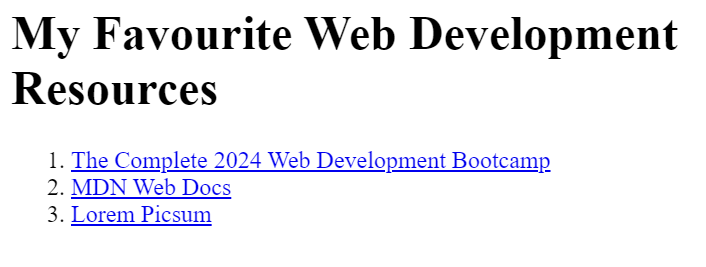 My Favourite Web Development
Resources
1. The Complete 2024 Web Development Bootcamp
2. MDN Web Docs
3. Lorem Picsum